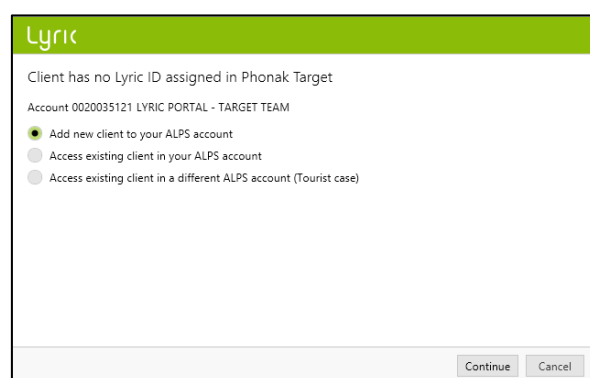 Lyric
Client has no Lyric ID assigned in Phonak Target
Account 0020035121 LYRIC PORTAL - TARGET TEAM
Add new client to your ALPS account
Access existing client in your ALPS account
Access existing client in a different ALPS account (Tourist case)
Continue Cancel